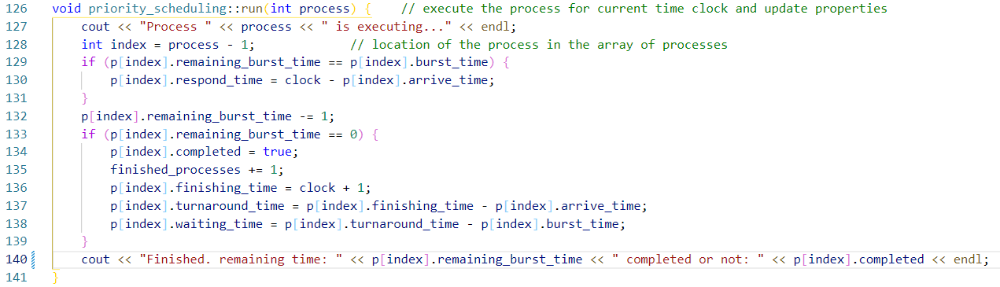 126 void priority_scheduling::run(int process) { // execute the process for current time clock and update properties
127 cout << "Process " << process << " is executing..." << endl;
128 int index = process - 1; // location of the process in the array of processes
129 if (p[index].remaining_burst_time == p[index].burst_time) {
130 p[index].respond_time = clock - p[index].arrive_time;
131 }
132 p[index].remaining_burst_time -= 1;
133 if (p[index].remaining_burst_time == 0) {
134 p[index].completed = true;
135 finished_processes += 1;
136 p[index].finishing_time = clock + 1;
137 p[index].turnaround_time = p[index].finishing_time - p[index].arrive_time;
138 p[index].waiting_time = p[index].turnaround_time - p[index].burst_time;
139 }
140 cout << "Finished. remaining time: " << p[index].remaining_burst_time << " completed or not: " << p[index].completed << endl;
141 }